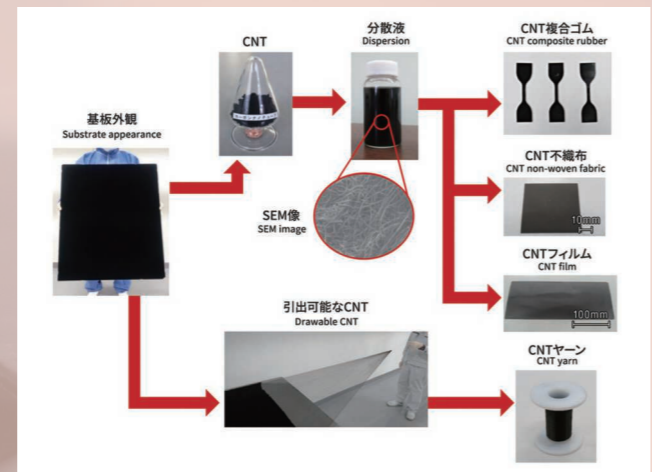 CNT
分散液
Dispersion
CNT複合ゴム
CNT composite rubber
基板外観
Substrate appearance
CNT不織布
CNT non-woven fabric
10mm
SEM像
SEM image
CNTフィルム
CNT film
100mm
引出可能なCNT
Drawable CNT
CNTヤーン
CNT yarn